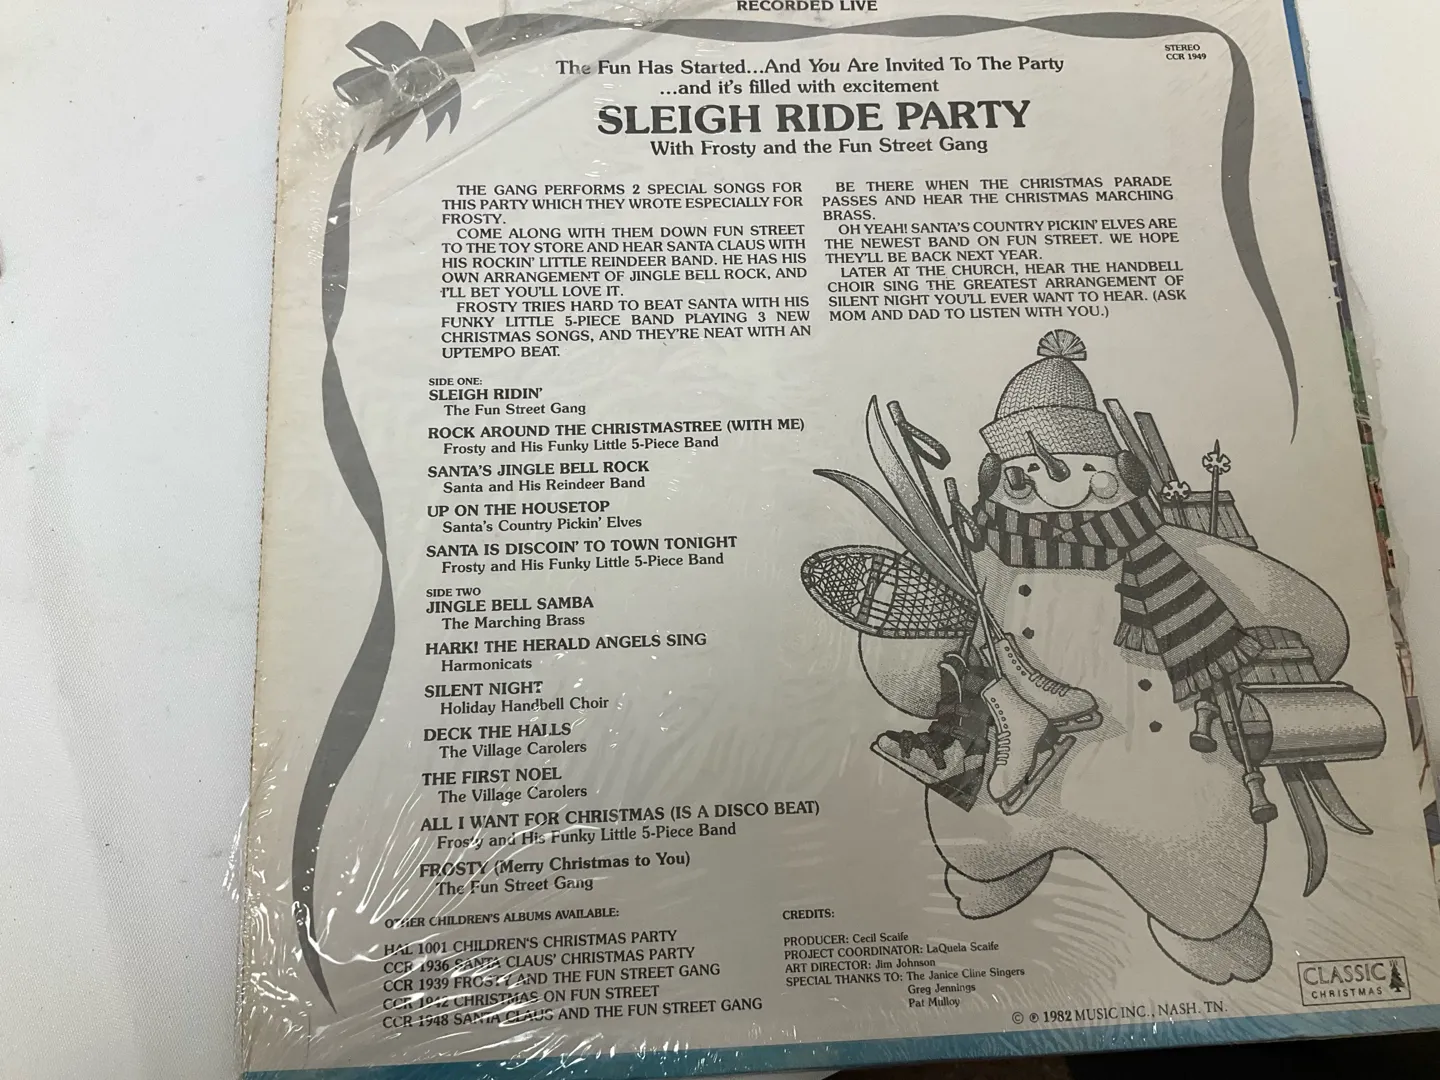 RECORDED LIVE
STEREO
CCR 1949
The Fun Has Started...And You Are Invited To The Party
...and it's filled with excitement
SLEIGH RIDE PARTY
With Frosty and the Fun Street Gang
THE GANG PERFORMS 2 SPECIAL SONGS FOR
THIS PARTY WHICH THEY WROTE ESPECIALLY FOR
FROSTY.
COME ALONG WITH THEM DOWN FUN STREET
TO THE TOY STORE AND HEAR SANTA CLAUS WITH
HIS ROCKIN' LITTLE REINDEER BAND. HE HAS HIS
OWN ARRANGEMENT OF JINGLE BELL ROCK, AND
I'LL BET YOU'LL LOVE IT.
FROSTY TRIES HARD TO BEAT SANTA WITH HIS
FUNKY LITTLE 5-PIECE BAND PLAYING 3 NEW
CHRISTMAS SONGS, AND THEY'RE NEAT WITH AN
UPTEMPO BEAT.
BE THERE WHEN THE CHRISTMAS PARADE
PASSES AND HEAR THE CHRISTMAS MARCHING
BRASS.
OH YEAH! SANTA'S COUNTRY PICKIN' ELVES ARE
THE NEWEST BAND ON FUN STREET. WE HOPE
THEY'LL BE BACK NEXT YEAR.
LATER AT THE CHURCH, HEAR THE HANDBELL
CHOIR SING THE GREATEST ARRANGEMENT OF
SILENT NIGHT YOU'LL EVER WANT TO HEAR. (ASK
MOM AND DAD TO LISTEN WITH YOU.)
SIDE ONE:
SLEIGH RIDIN'
The Fun Street Gang
ROCK AROUND THE CHRISTMASTREE (WITH ME)
Frosty and His Funky Little 5-Piece Band
SANTA'S JINGLE BELL ROCK
Santa and His Reindeer Band
UP ON THE HOUSETOP
Santa's Country Pickin' Elves
SANTA IS DISCOIN' TO TOWN TONIGHT
Frosty and His Funky Little 5-Piece Band
SIDE TWO
JINGLE BELL SAMBA
The Marching Brass
HARK! THE HERALD ANGELS SING
Harmonicats
SILENT NIGHT
Holiday Handbell Choir
DECK THE HALLS
The Village Carolers
THE FIRST NOEL
The Village Carolers
ALL I WANT FOR CHRISTMAS (IS A DISCO BEAT)
Frosty and His Funky Little 5-Piece Band
FROSTY (Merry Christmas to You)
The Fun Street Gang
OTHER CHILDREN'S ALBUMS AVAILABLE:
HAL 1001 CHILDREN'S CHRISTMAS PARTY
CCR 1936 SANTA CLAUS' CHRISTMAS PARTY
CCR 1939 FROSTY AND THE FUN STREET GANG
CCR 1942 CHRISTMAS ON FUN STREET
CCR 1948 SANTA CLAUS AND THE FUN STREET GANG
CREDITS:
PRODUCER: Cecil Scaife
PROJECT COORDINATOR: LaQuela Scaife
ART DIRECTOR: Jim Johnson
SPECIAL THANKS TO: The Janice Cline Singers
Greg Jennings
Pat Mulloy
© ℗ 1982 MUSIC INC., NASH. TN.
CLASSIC
CHRISTMAS